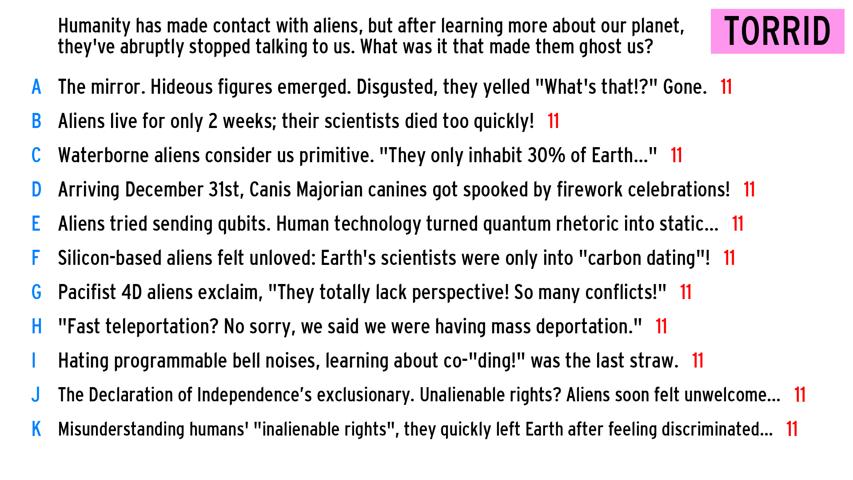 Humanity has made contact with aliens, but after learning more about our planet,
they've abruptly stopped talking to us. What was it that made them ghost us?
TORRID
A The mirror. Hideous figures emerged. Disgusted, they yelled "What's that!?" Gone. 11
B Aliens live for only 2 weeks; their scientists died too quickly! 11
C Waterborne aliens consider us primitive. "They only inhabit 30% of Earth..." 11
D Arriving December 31st, Canis Majorian canines got spooked by firework celebrations! 11
E Aliens tried sending qubits. Human technology turned quantum rhetoric into static... 11
F Silicon-based aliens felt unloved: Earth's scientists were only into "carbon dating"! 11
G Pacifist 4D aliens exclaim, "They totally lack perspective! So many conflicts!" 11
H "Fast teleportation? No sorry, we said we were having mass deportation." 11
I Hating programmable bell noises, learning about co-"ding!" was the last straw. 11
J The Declaration of Independence’s exclusionary. Unalienable rights? Aliens soon felt unwelcome... 11
K Misunderstanding humans' "inalienable rights", they quickly left Earth after feeling discriminated... 11